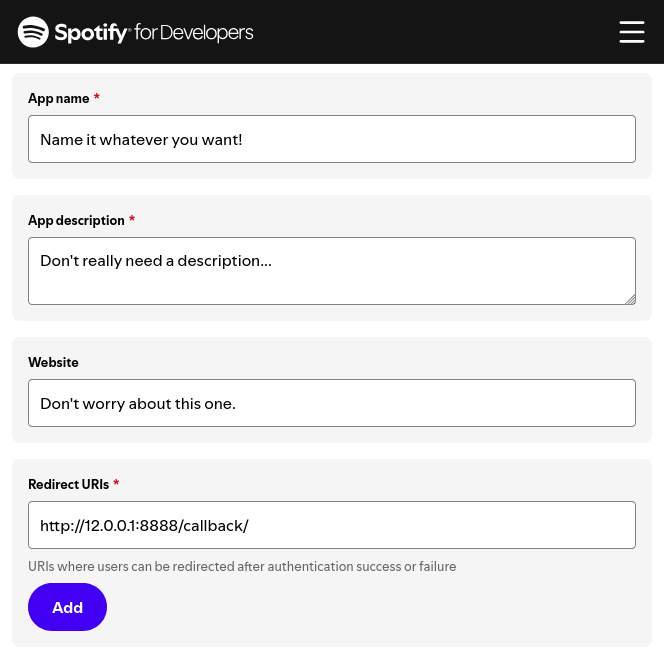 Spotify® for Developers
App name *
Name it whatever you want!
App description *
Don't really need a description...
Website
Don't worry about this one.
Redirect URIs *
http://12.0.0.1:8888/callback/
URIs where users can be redirected after authentication success or failure
Add